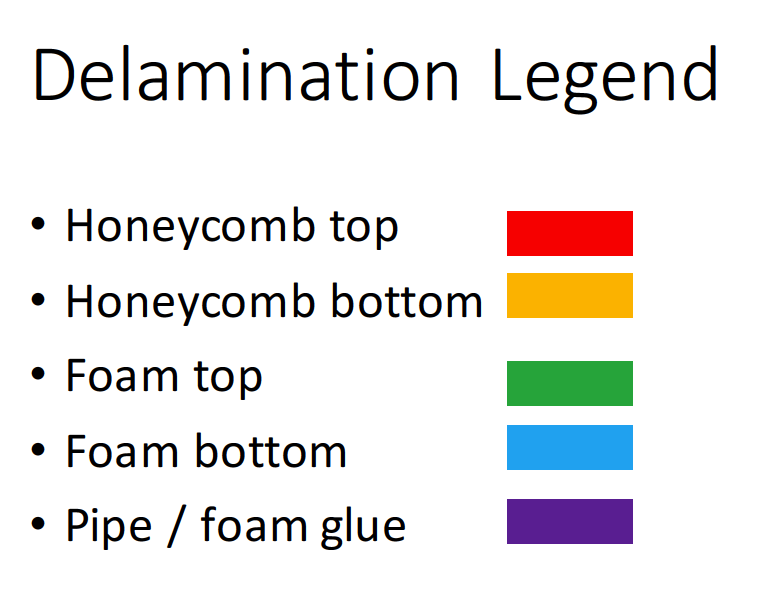 Delamination Legend
• Honeycomb top
• Honeycomb bottom
• Foam top
• Foam bottom
• Pipe / foam glue